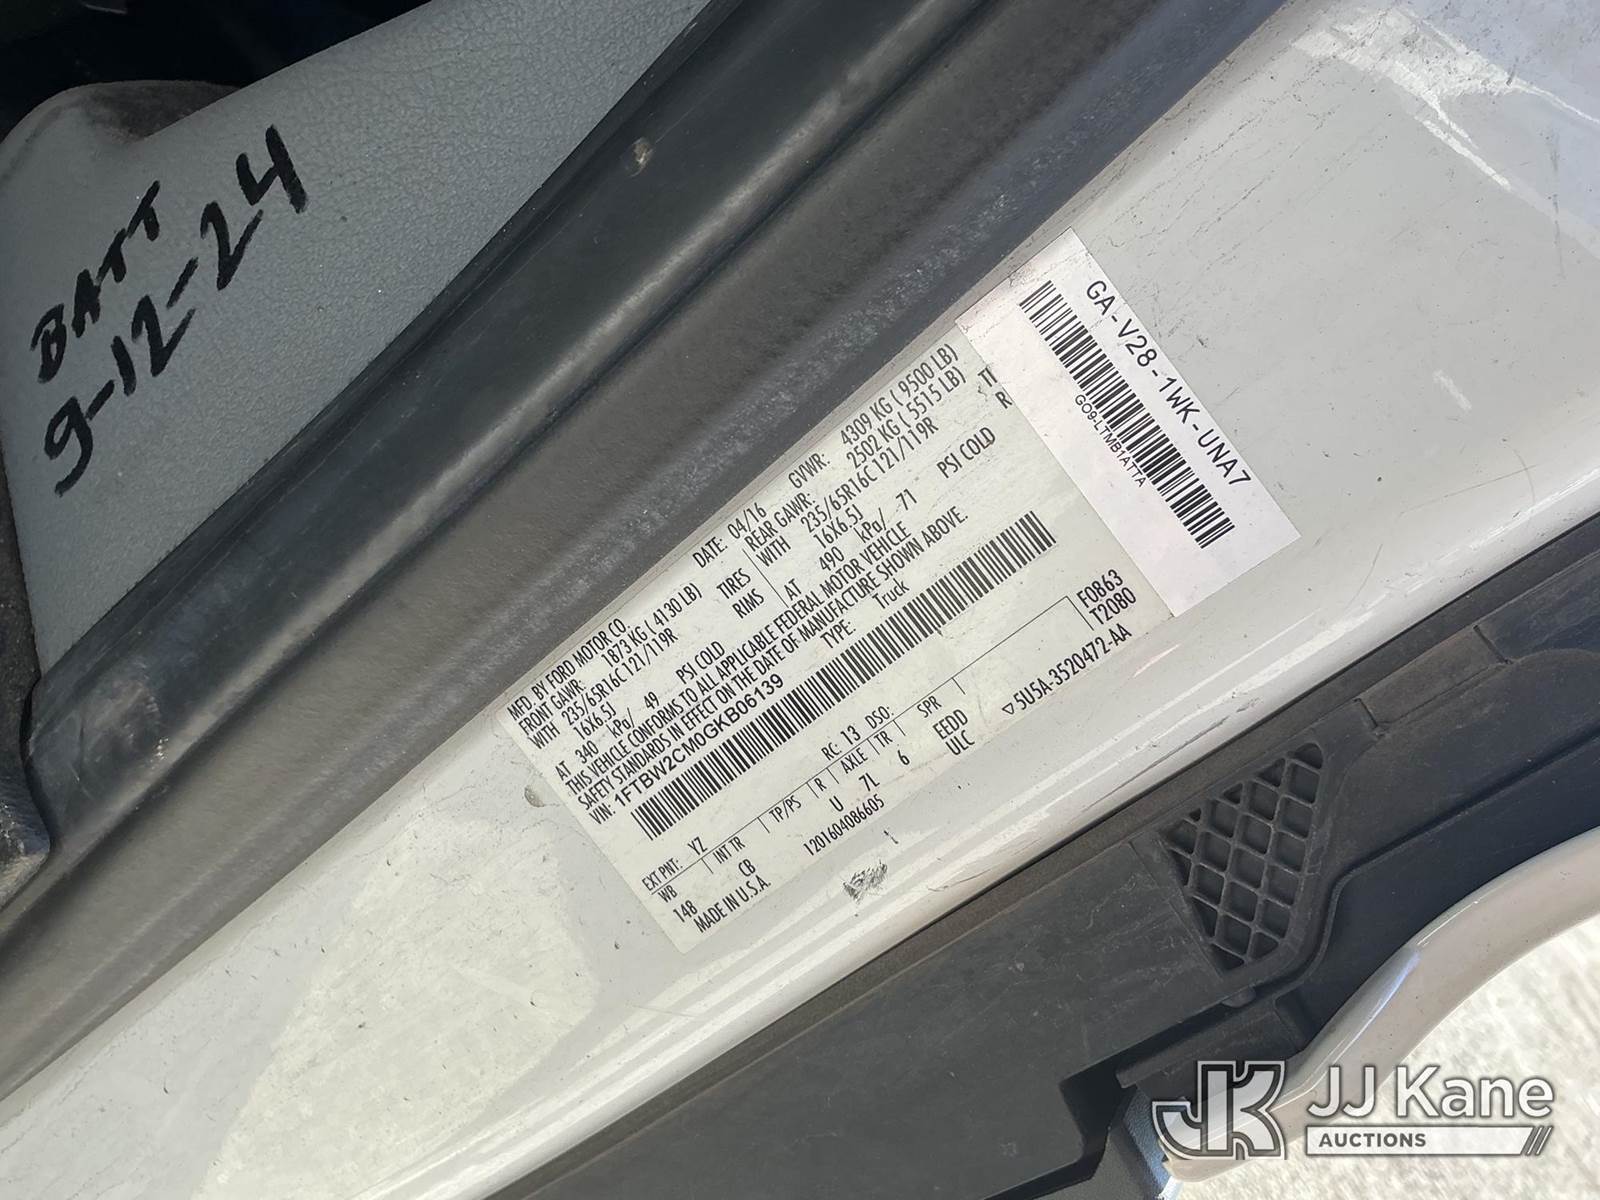 BATT
9-12-24
GA-V28-1WK-UNA7
GO9-LTMB1ATTA
MFD. BY FORD MOTOR CO.
DATE: 04/16 GVWR: 4309 KG ( 9500 LB)
FRONT GAWR: 1873 KG ( 4130 LB) REAR GAWR: 2502 KG ( 5515 LB)
WITH 235/65R16C 121/119R TIRES WITH 235/65R16C 121/119R
16X6.5J RIMS 16X6.5J
AT 340 kPa/ 49 PSI COLD AT 490 kPa/ 71 PSI COLD
THIS VEHICLE CONFORMS TO ALL APPLICABLE FEDERAL MOTOR VEHICLE
SAFETY STANDARDS IN EFFECT ON THE DATE OF MANUFACTURE SHOWN ABOVE.
VIN: 1FTBW2CM0GKB06139 TYPE: Truck
EXT PNT: YZ RC: 13 DSO: F0863
WB INT TR TP/PS R AXLE TR SPR T2080
148 CB U 7L 6 EEDD
MADE IN U.S.A. 1201604086605 ULC
▽5U5A-3520472-AA
JK JJ Kane
AUCTIONS